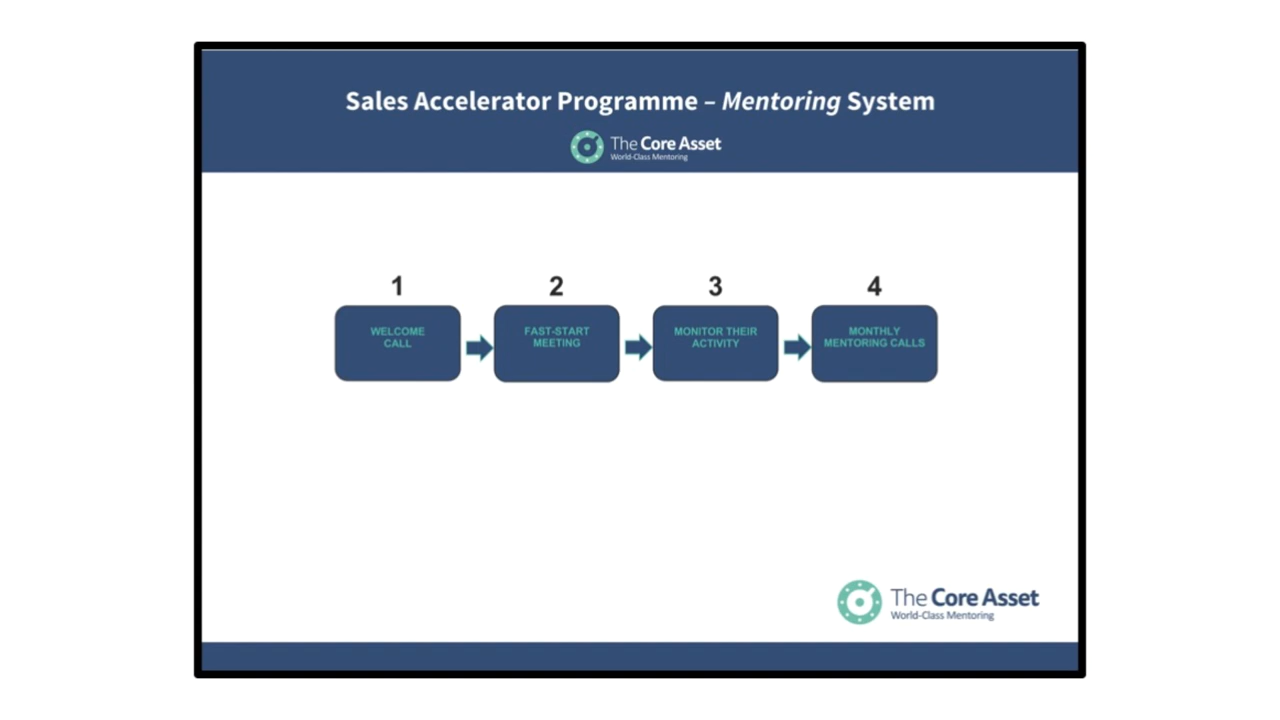 Sales Accelerator Programme – Mentoring System
The Core Asset
World-Class Mentoring
1
2
3
4
WELCOME
CALL
FAST-START
MEETING
MONITOR THEIR
ACTIVITY
MONTHLY
MENTORING CALLS
The Core Asset
World-Class Mentoring